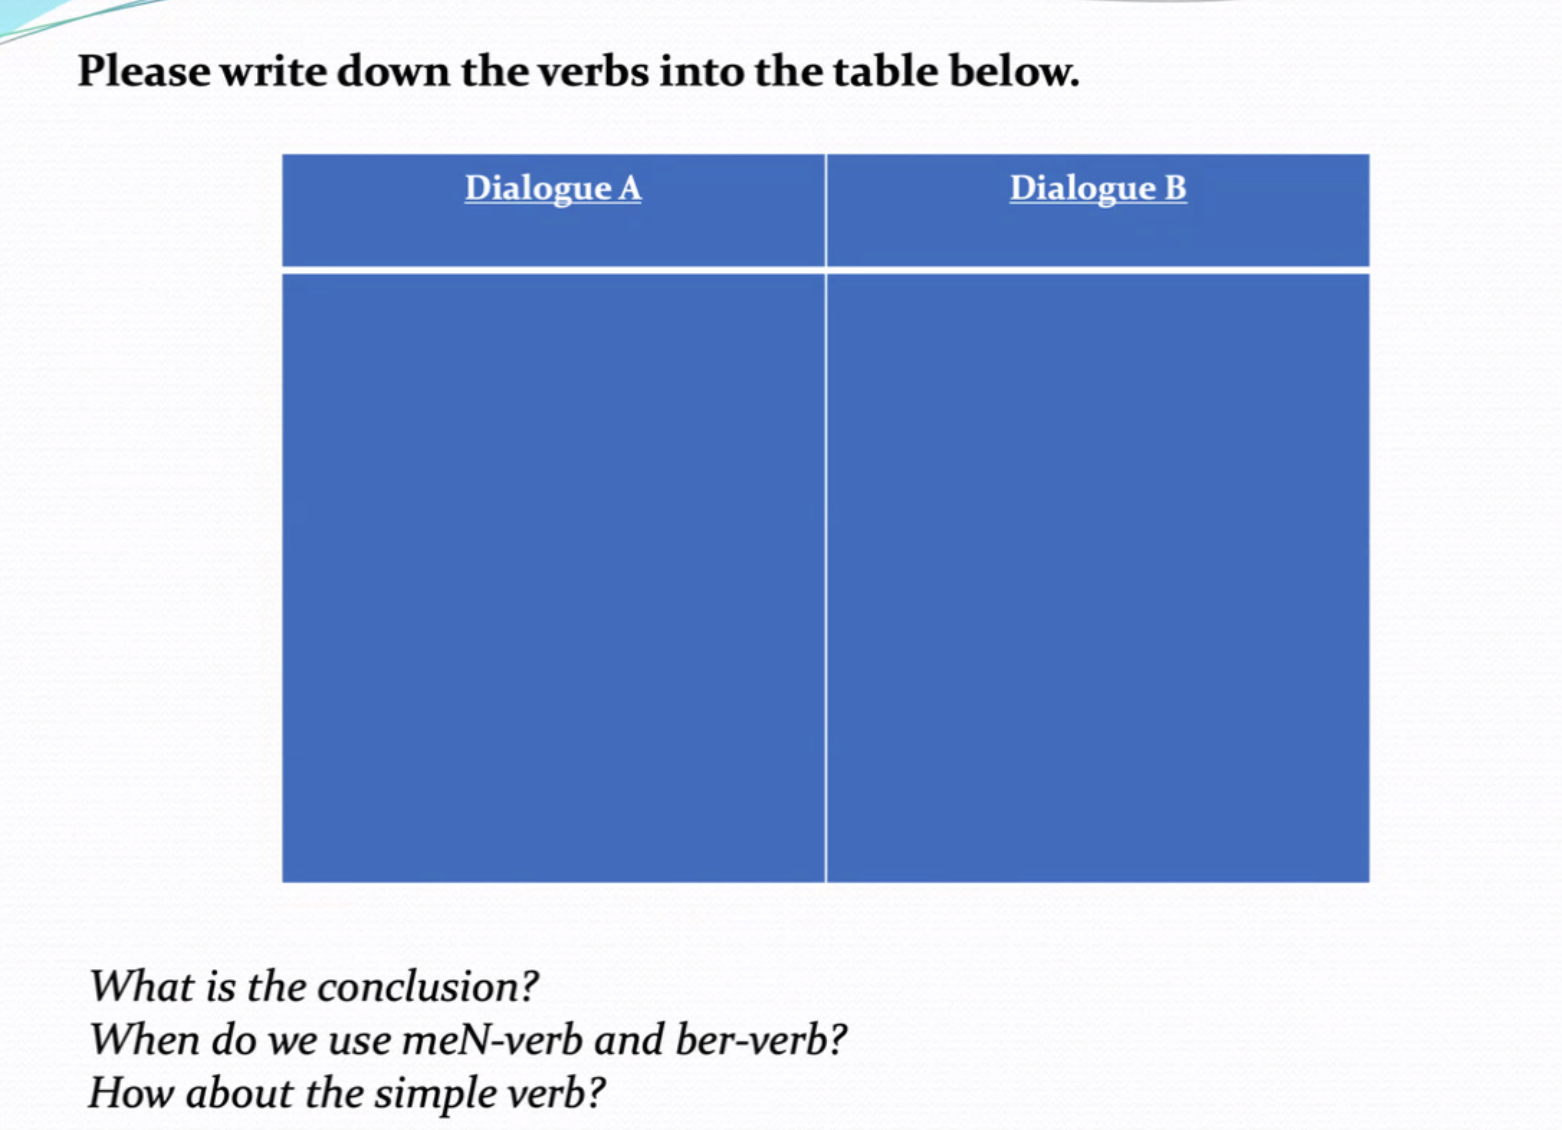 Please write down the verbs into the table below.
Dialogue A
Dialogue B
What is the conclusion?
When do we use meN-verb and ber-verb?
How about the simple verb?